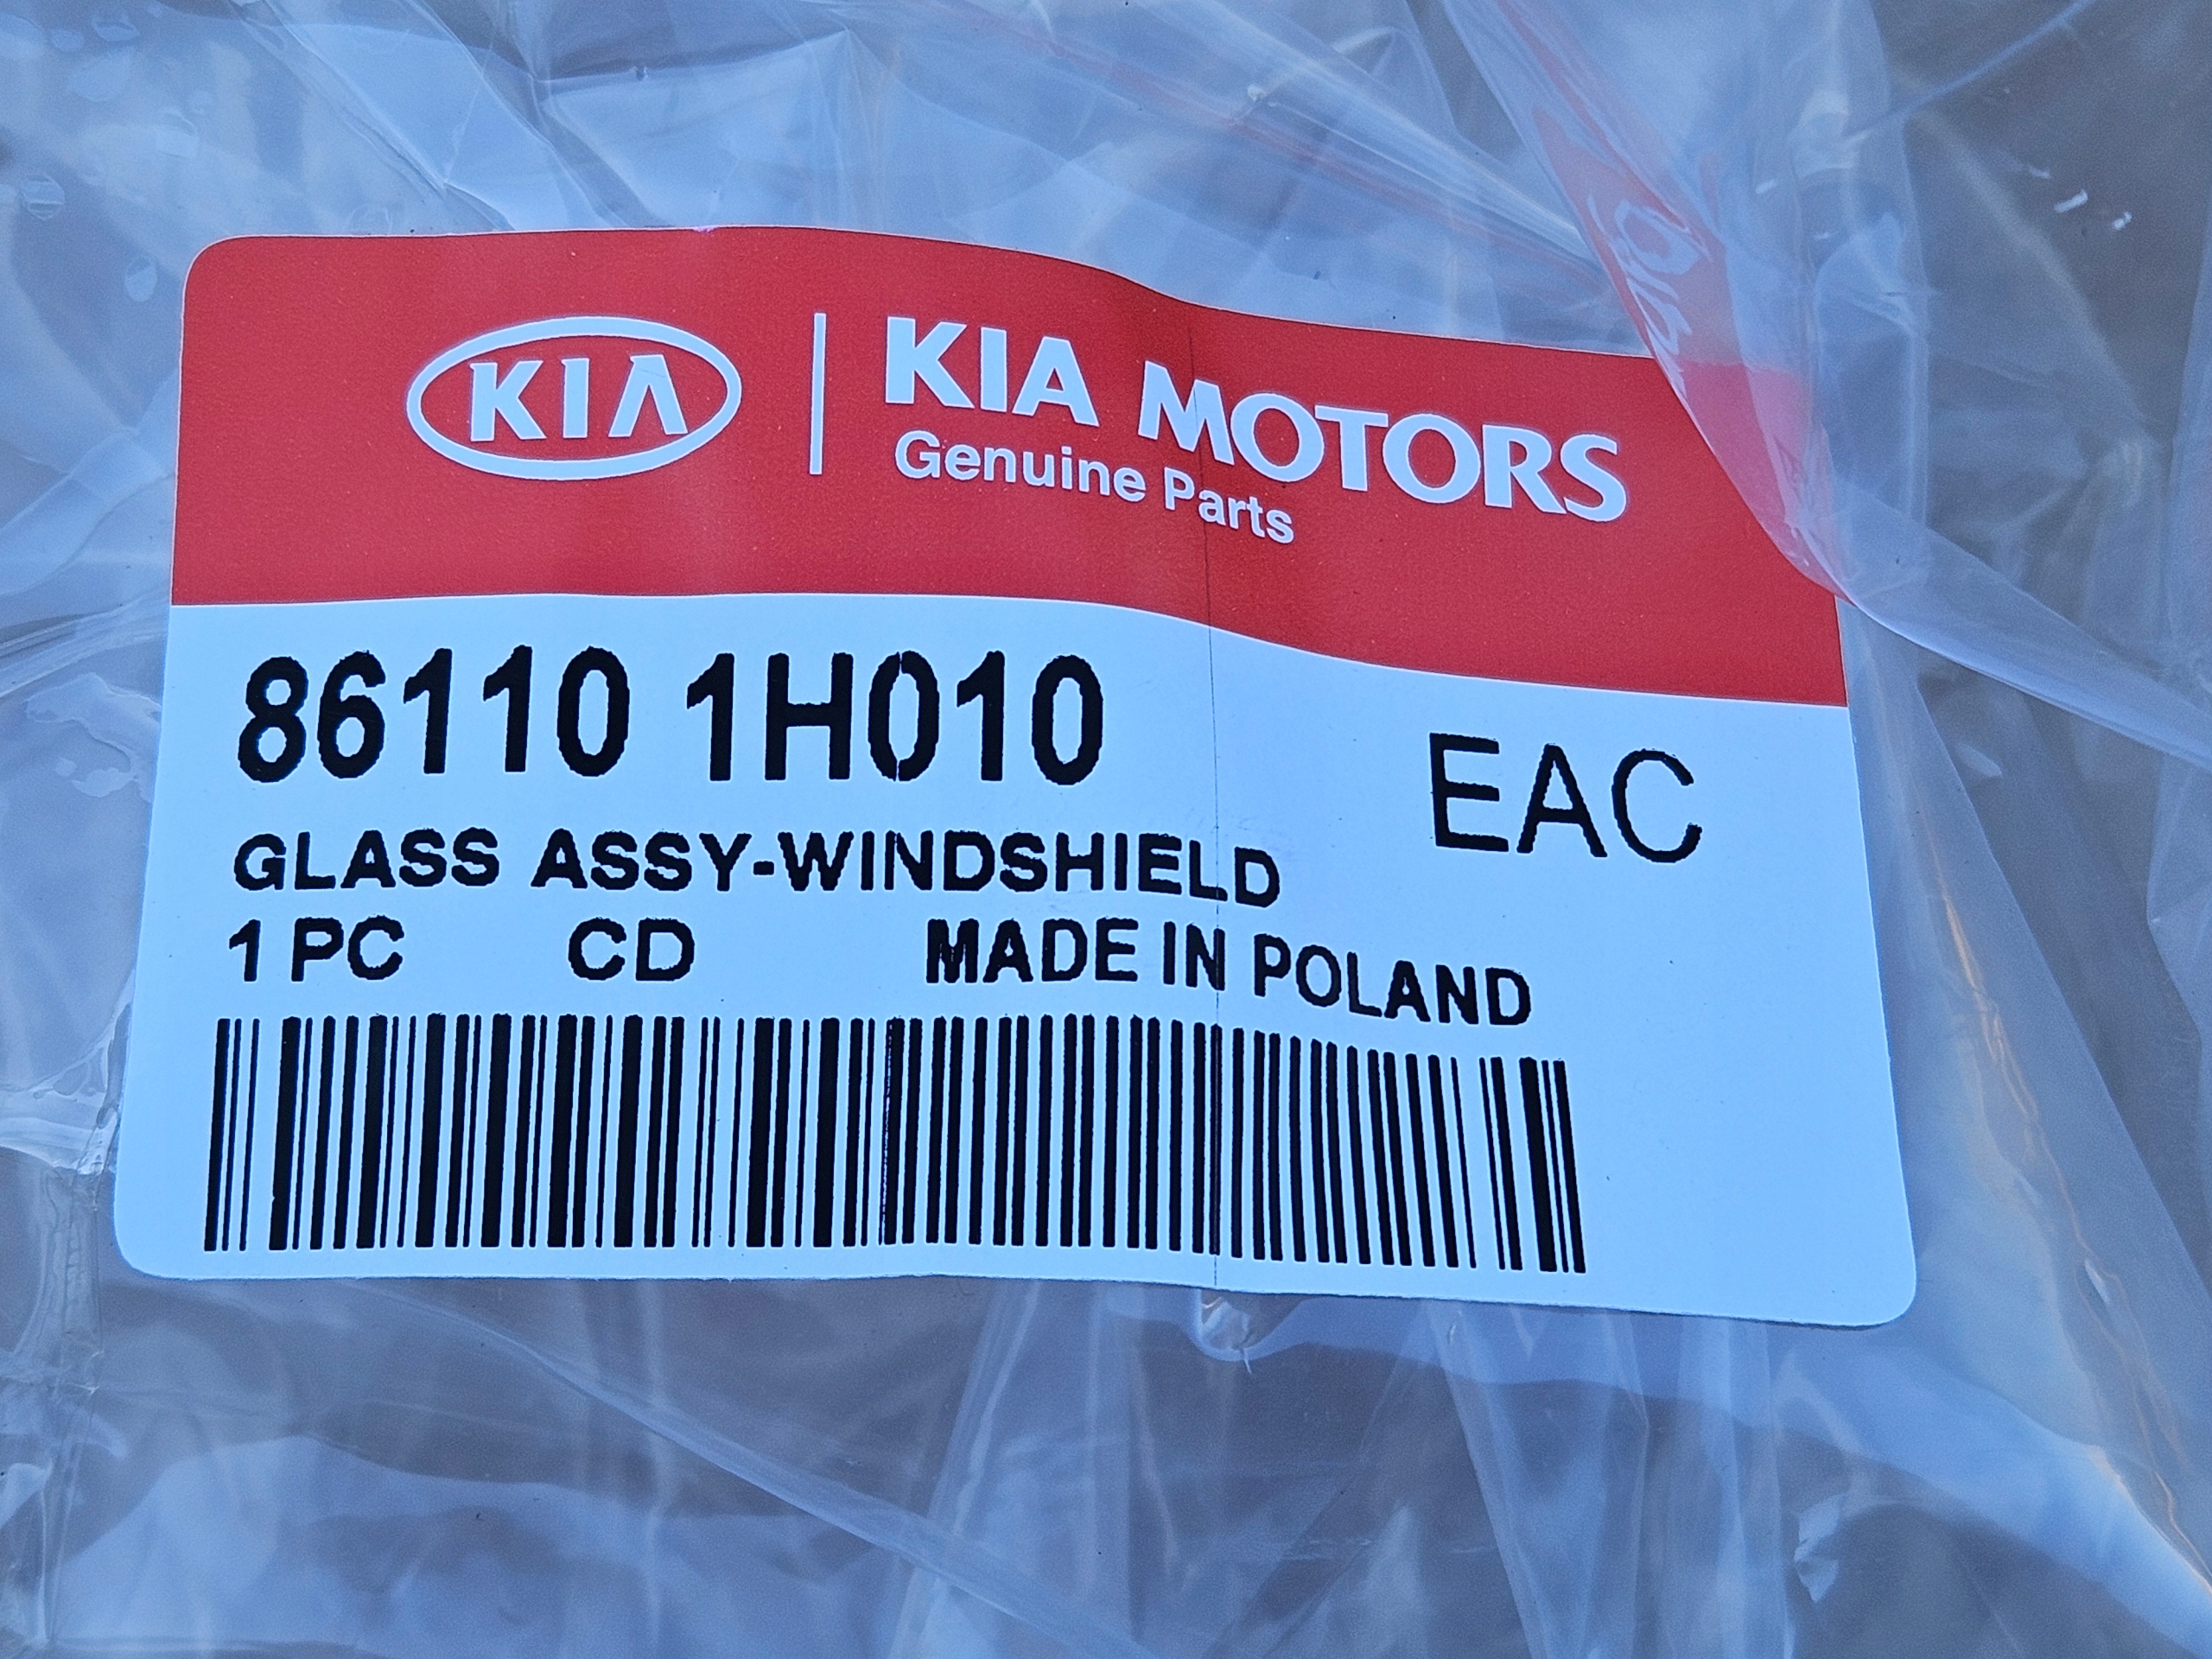 KIA
KIA MOTORS
Genuine Parts
86110 1H010
EAC
GLASS ASSY-WINDSHIELD
1 PC CD MADE IN POLAND